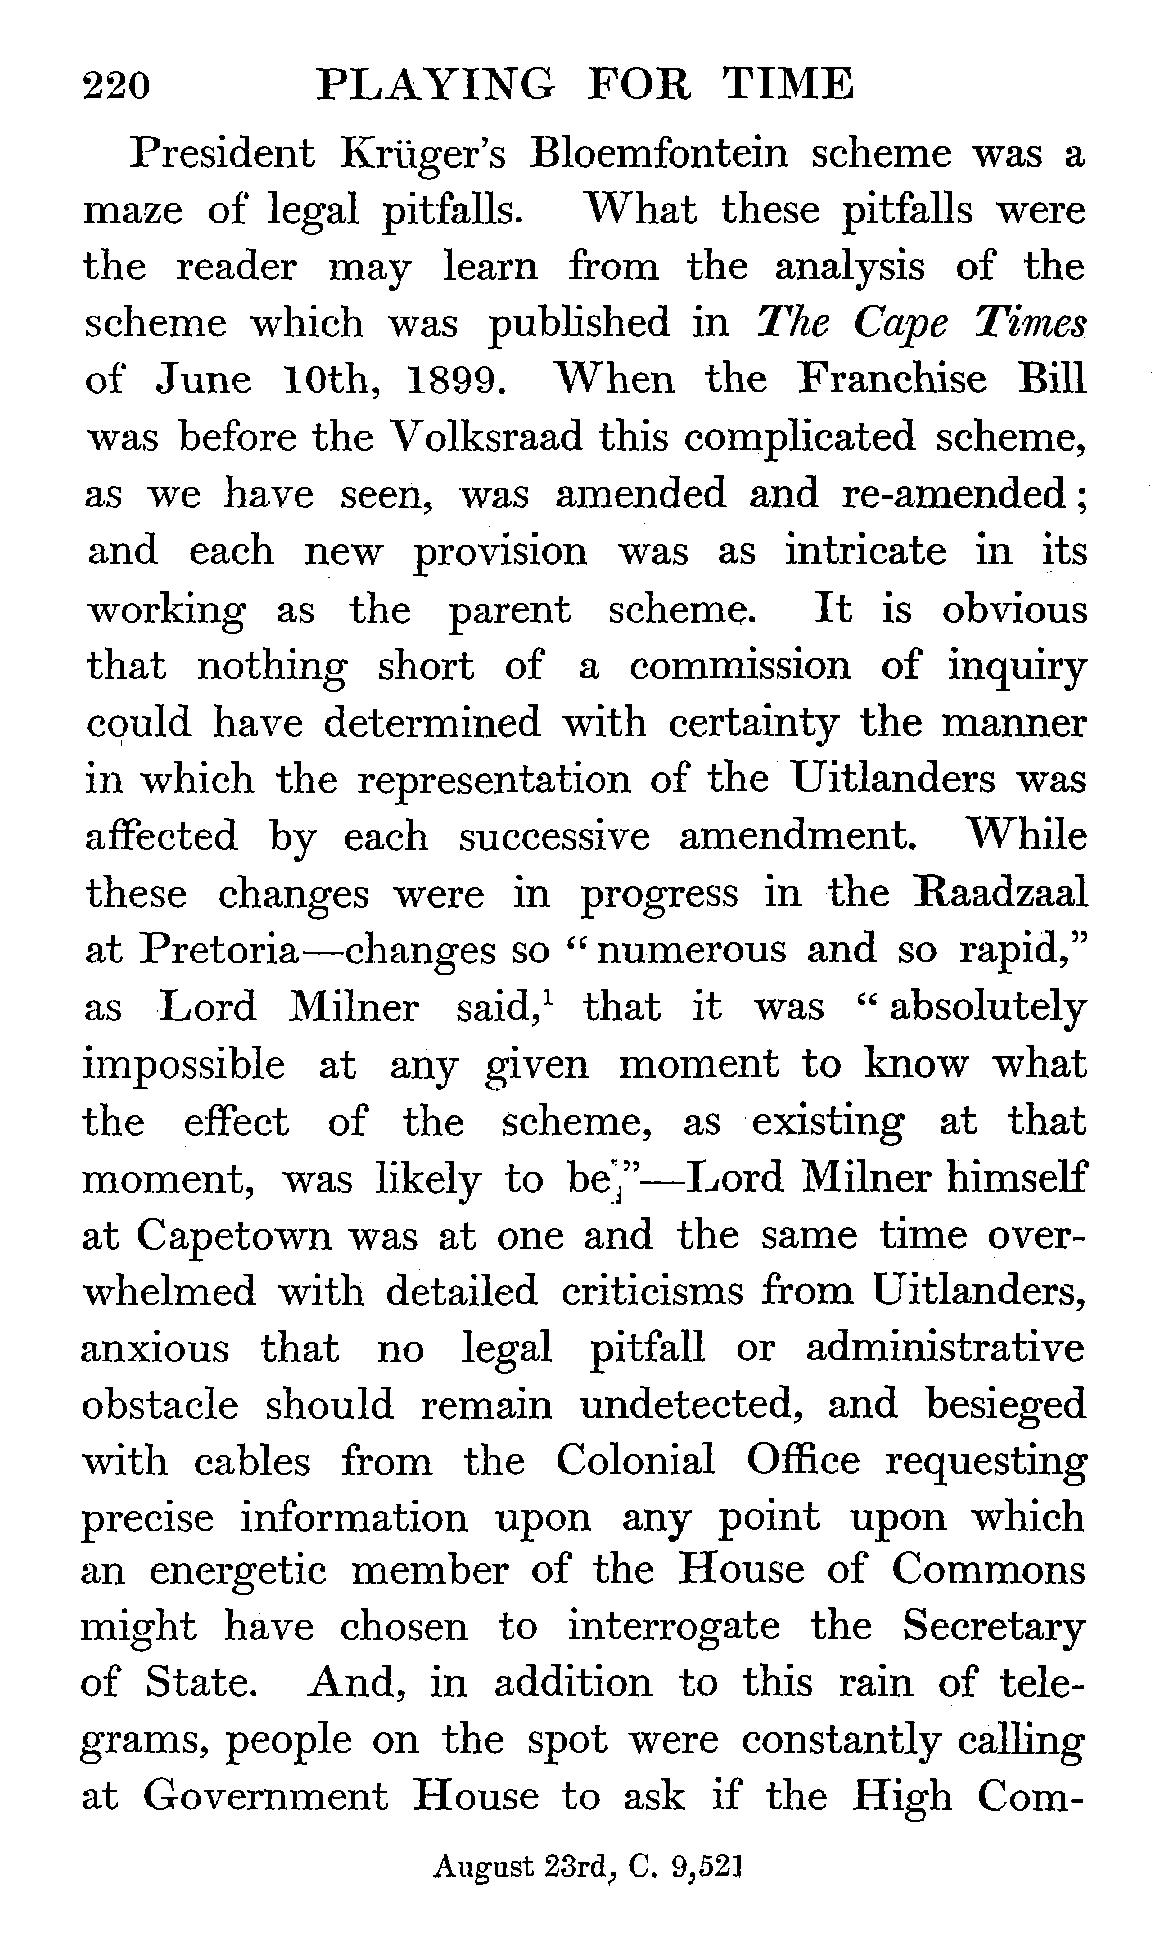 220 PLAYING FOR TIME
President Krüger's Bloemfontein scheme was a
maze of legal pitfalls. What these pitfalls were
the reader may learn from the analysis of the
scheme which was published in The Cape Times
of June 10th, 1899. When the Franchise Bill
was before the Volksraad this complicated scheme,
as we have seen, was amended and re-amended;
and each new provision was as intricate in its
working as the parent scheme. It is obvious
that nothing short of a commission of inquiry
could have determined with certainty the manner
in which the representation of the Uitlanders was
affected by each successive amendment. While
these changes were in progress in the Raadzaal
at Pretoria—changes so "numerous and so rapid,"
as Lord Milner said,¹ that it was "absolutely
impossible at any given moment to know what
the effect of the scheme, as existing at that
moment, was likely to be;"—Lord Milner himself
at Capetown was at one and the same time over-
whelmed with detailed criticisms from Uitlanders,
anxious that no legal pitfall or administrative
obstacle should remain undetected, and besieged
with cables from the Colonial Office requesting
precise information upon any point upon which
an energetic member of the House of Commons
might have chosen to interrogate the Secretary
of State. And, in addition to this rain of tele-
grams, people on the spot were constantly calling
at Government House to ask if the High Com-
August 23rd, C. 9,521